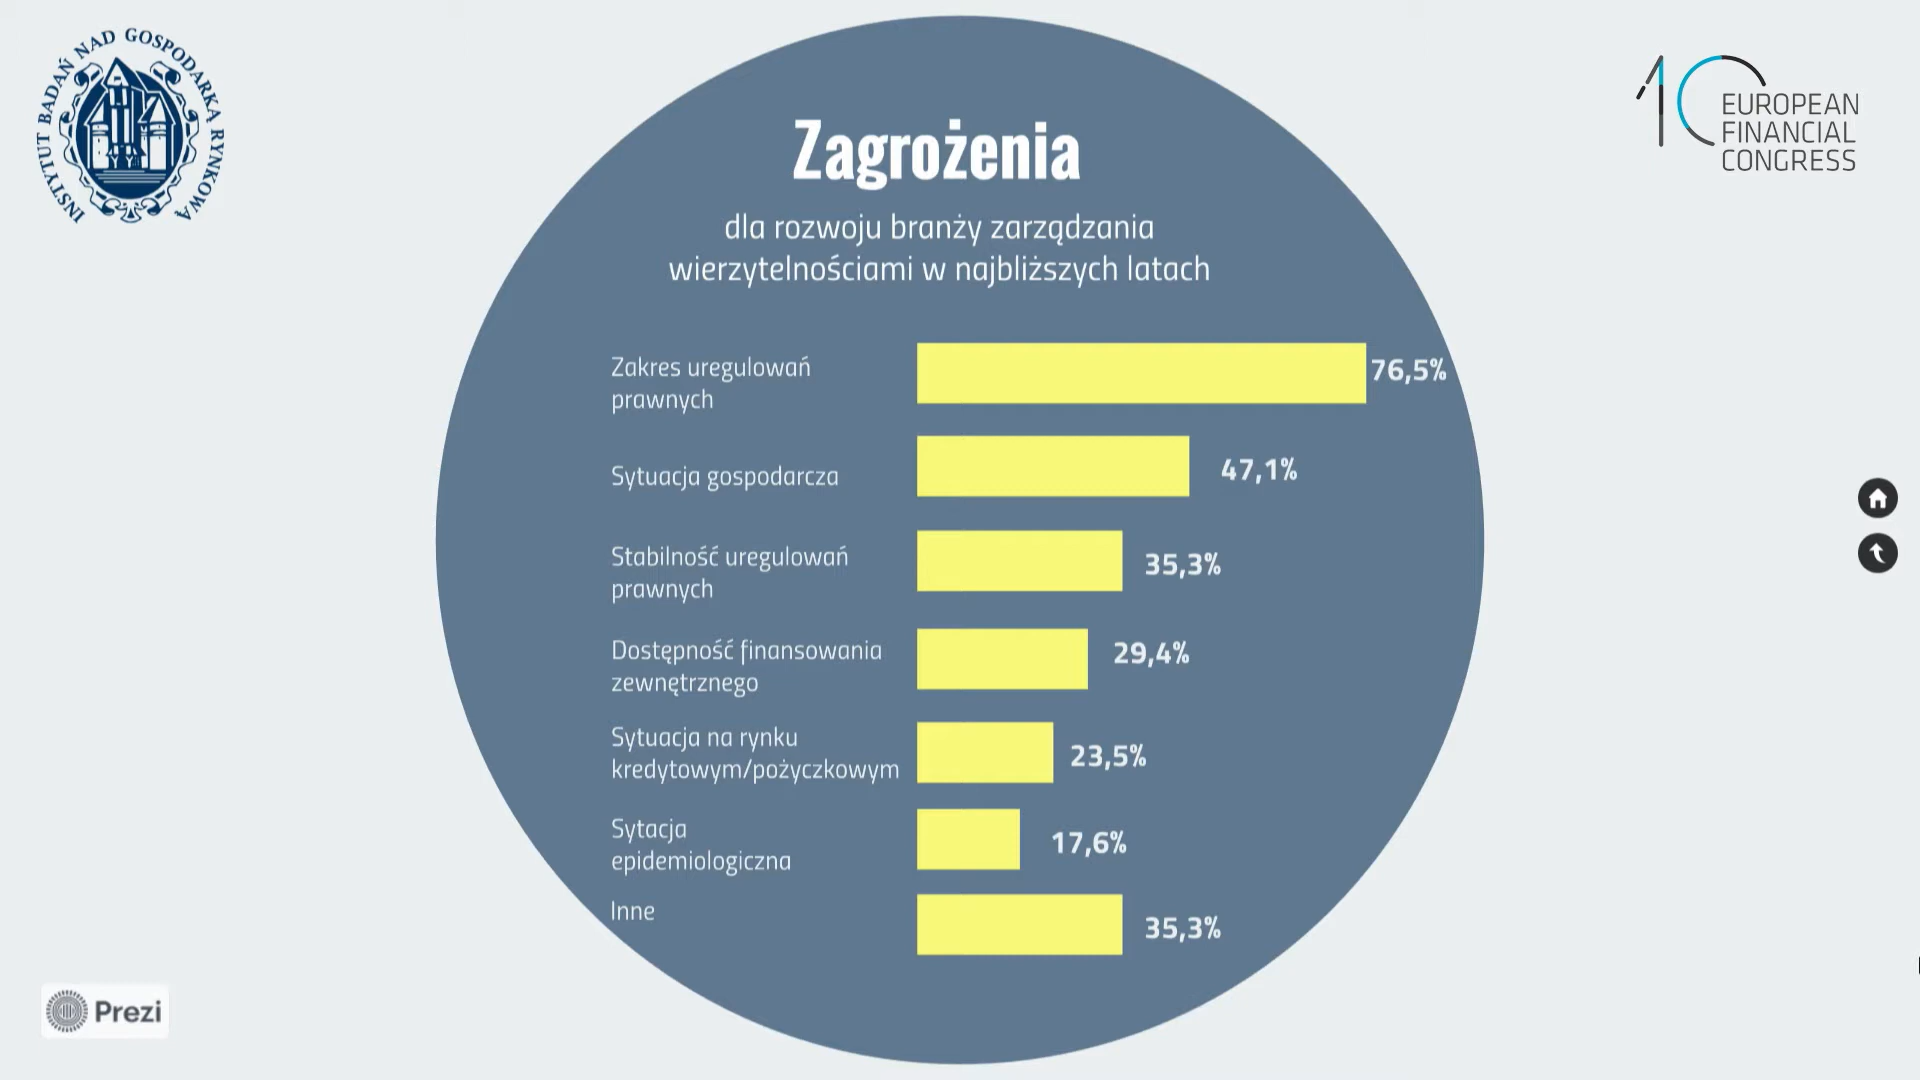 INSTYTUT BADAŃ NAD GOSPODARKĄ RYNKOWĄ
EUROPEAN
FINANCIAL
CONGRESS
Zagrożenia
dla rozwoju branży zarządzania
wierzytelnościami w najbliższych latach
Zakres uregulowań
prawnych
76,5%
Sytuacja gospodarcza
47,1%
Stabilność uregulowań
prawnych
35,3%
Dostępność finansowania
zewnętrznego
29,4%
Sytuacja na rynku
kredytowym/pożyczkowym
23,5%
Sytacja
epidemiologiczna
17,6%
Inne
35,3%
Prezi